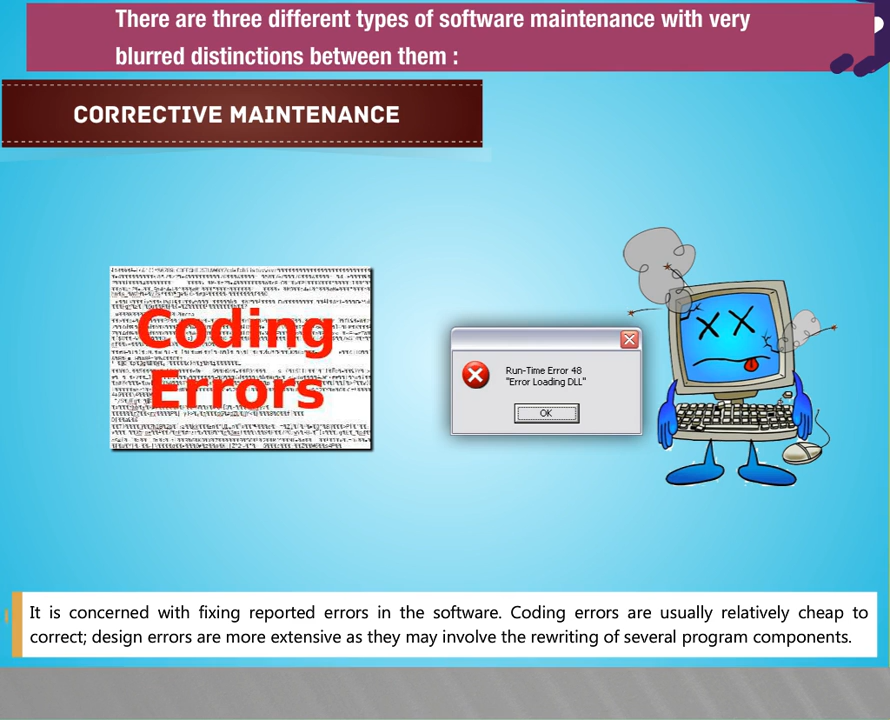 There are three different types of software maintenance with very
blurred distinctions between them :
CORRECTIVE MAINTENANCE
Coding
Errors
Run-Time Error 48
"Error Loading DLL"
OK
It is concerned with fixing reported errors in the software. Coding errors are usually relatively cheap to
correct; design errors are more extensive as they may involve the rewriting of several program components.